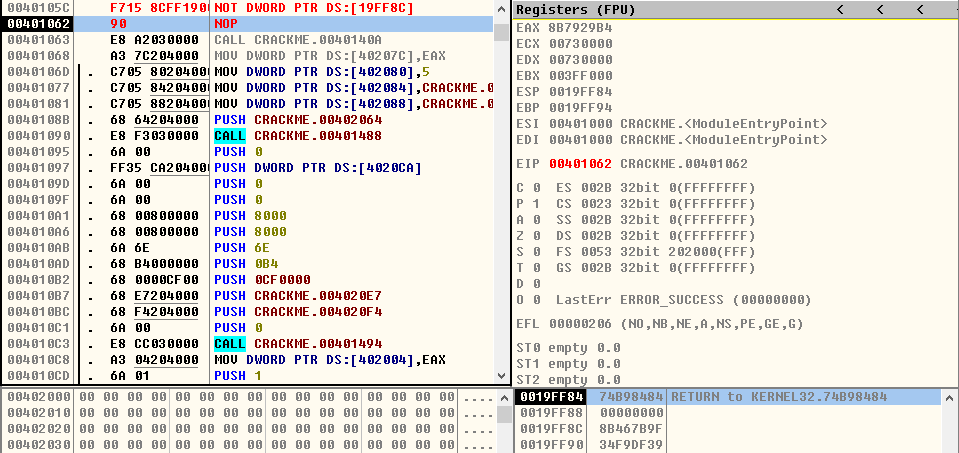 0040105C F715 8CFF1900 NOT DWORD PTR DS:[19FF8C]
00401062 90 NOP
00401063 E8 A2030000 CALL CRACKME.0040140A
00401068 A3 7C204000 MOV DWORD PTR DS:[40207C],EAX
0040106D . C705 80204000 MOV DWORD PTR DS:[402080],5
00401077 . C705 84204000 MOV DWORD PTR DS:[402084],CRACKME.0
00401081 . C705 88204000 MOV DWORD PTR DS:[402088],CRACKME.0
0040108B . 68 64204000 PUSH CRACKME.00402064
00401090 . E8 F3030000 CALL CRACKME.00401488
00401095 . 6A 00 PUSH 0
00401097 . FF35 CA204000 PUSH DWORD PTR DS:[4020CA]
0040109D . 6A 00 PUSH 0
0040109F . 6A 00 PUSH 0
004010A1 . 68 00800000 PUSH 8000
004010A6 . 68 00800000 PUSH 8000
004010AB . 6A 6E PUSH 6E
004010AD . 68 B4000000 PUSH 0B4
004010B2 . 68 0000CF00 PUSH 0CF0000
004010B7 . 68 E7204000 PUSH CRACKME.004020E7
004010BC . 68 F4204000 PUSH CRACKME.004020F4
004010C1 . 6A 00 PUSH 0
004010C3 . E8 CC030000 CALL CRACKME.00401494
004010C8 . A3 04204000 MOV DWORD PTR DS:[402004],EAX
004010CD . 6A 01 PUSH 1
Registers (FPU) < < < <
EAX 8B7929B4
ECX 00730000
EDX 00730000
EBX 003FF000
ESP 0019FF84
EBP 0019FF94
ESI 00401000 CRACKME.<ModuleEntryPoint>
EDI 00401000 CRACKME.<ModuleEntryPoint>
EIP 00401062 CRACKME.00401062
C 0 ES 002B 32bit 0(FFFFFFFF)
P 1 CS 0023 32bit 0(FFFFFFFF)
A 0 SS 002B 32bit 0(FFFFFFFF)
Z 0 DS 002B 32bit 0(FFFFFFFF)
S 0 FS 0053 32bit 202000(FFF)
T 0 GS 002B 32bit 0(FFFFFFFF)
D 0
O 0 LastErr ERROR_SUCCESS (00000000)
EFL 00000206 (NO,NB,NE,A,NS,PE,GE,G)
ST0 empty 0.0
ST1 empty 0.0
ST2 empty 0.0
00402000 00 00 00 00 00 00 00 00 00 00 00 00 00 00 00 00 ....
00402010 00 00 00 00 00 00 00 00 00 00 00 00 00 00 00 00 ....
00402020 00 00 00 00 00 00 00 00 00 00 00 00 00 00 00 00 ....
00402030 00 00 00 00 00 00 00 00 00 00 00 00 00 00 00 00 ....
0019FF84 74B98484 RETURN to KERNEL32.74B98484
0019FF88 00000000
0019FF8C 8B467B9F
0019FF90 34F9DF39